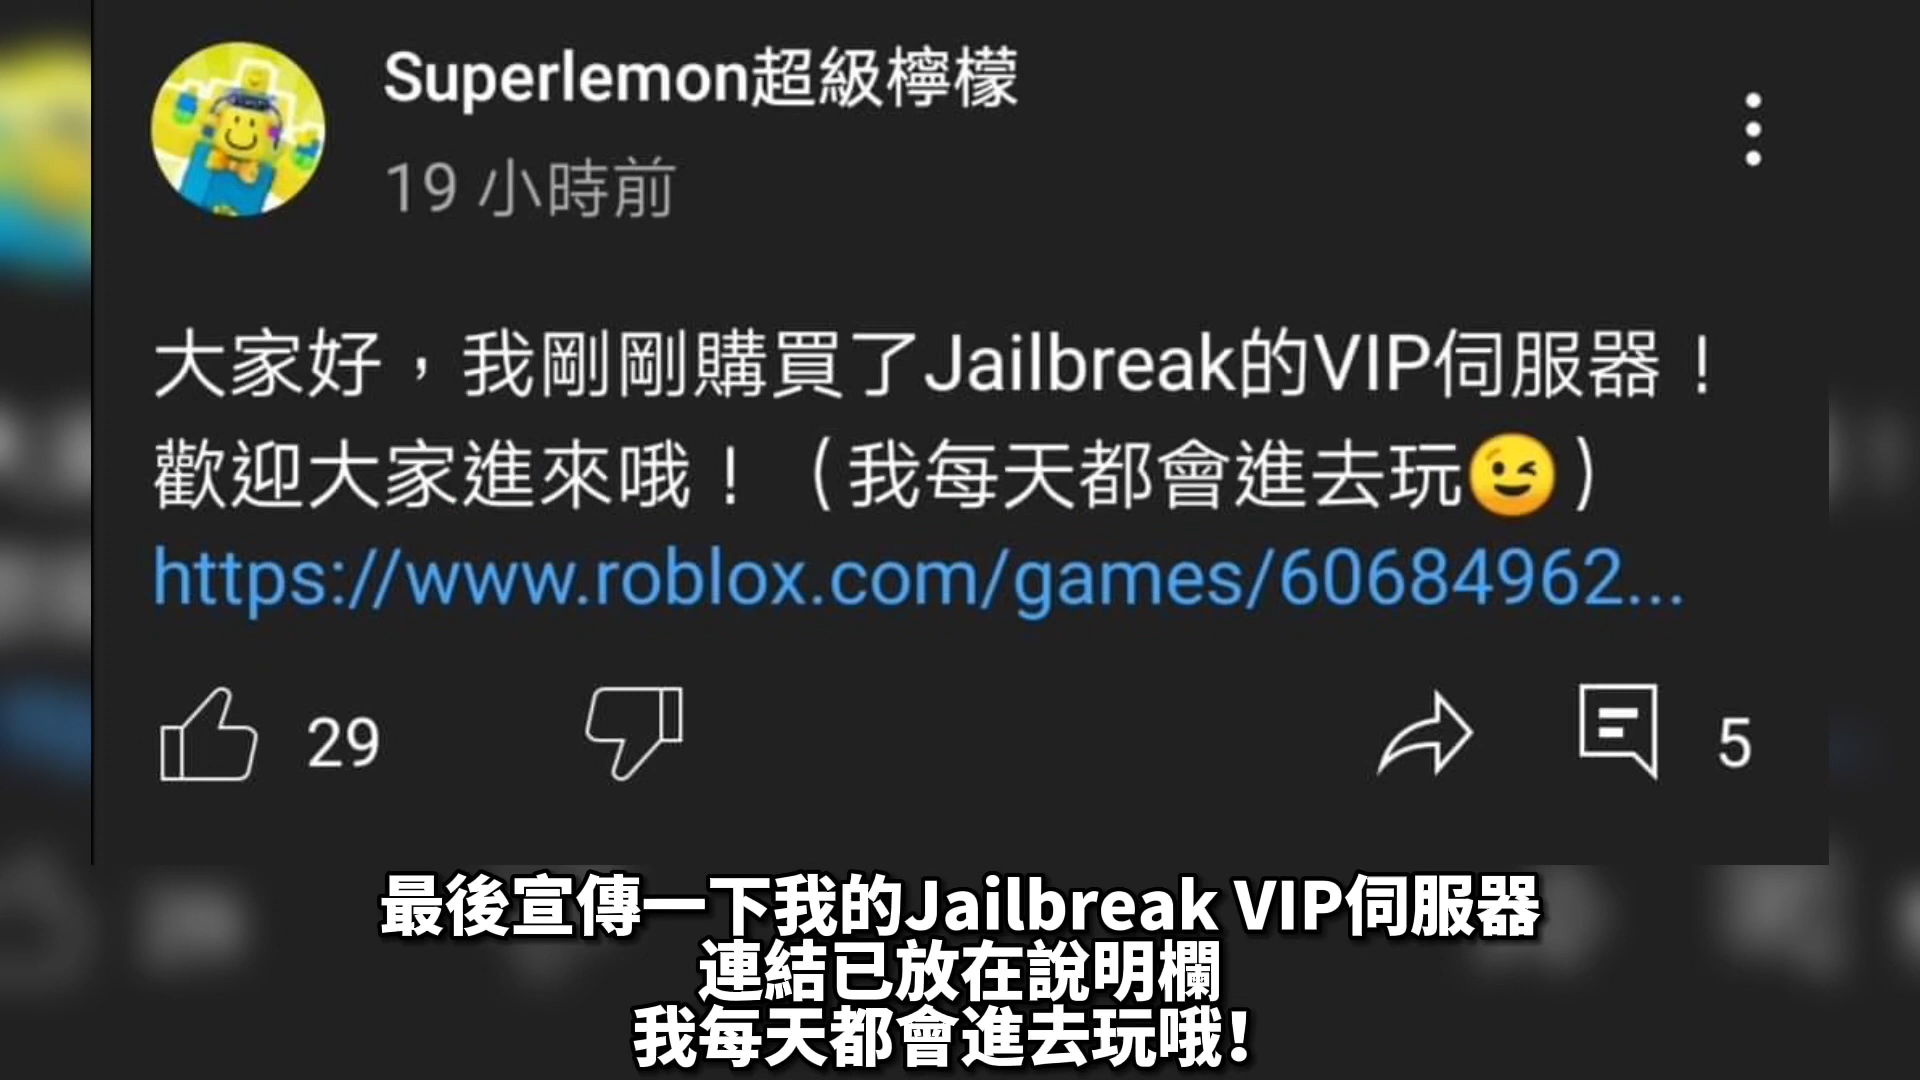 Superlemon超級檸檬
19 小時前
大家好，我剛剛購買了Jailbreak的VIP伺服器！
歡迎大家進來哦！（我每天都會進去玩😉）
https://www.roblox.com/games/60684962...
29
5
最後宣傳一下我的Jailbreak VIP伺服器
連結已放在說明欄
我每天都會進去玩哦!